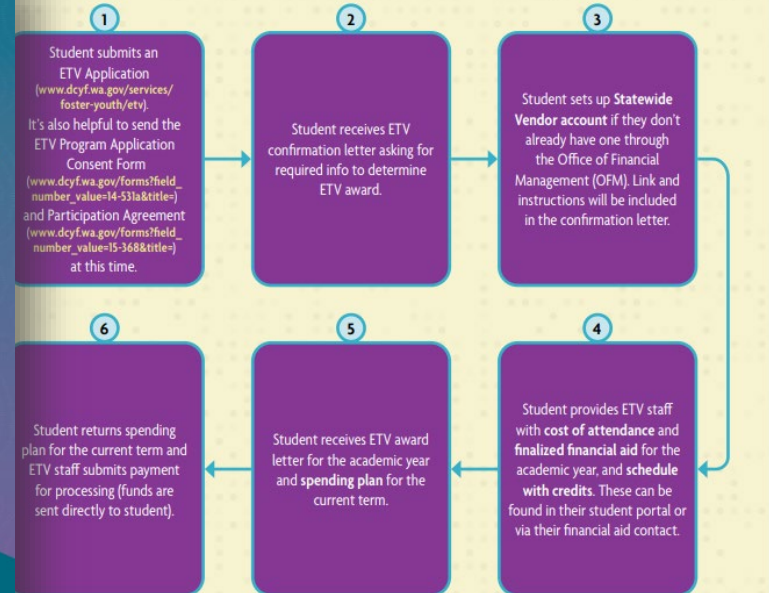 1
Student submits an
ETV Application
(www.dcyf.wa.gov/services/
foster-youth/etv).
It's also helpful to send the
ETV Program Application
Consent Form
(www.dcyf.wa.gov/forms?field_
number_value=14-531a&title=)
and Participation Agreement
(www.dcyf.wa.gov/forms?field_
number_value=15-368&title=)
at this time.
2
Student receives ETV
confirmation letter asking for
required info to determine
ETV award.
3
Student sets up Statewide
Vendor account if they don't
already have one through
the Office of Financial
Management (OFM). Link and
instructions will be included
in the confirmation letter.
4
Student provides ETV staff
with cost of attendance and
finalized financial aid for the
academic year, and schedule
with credits. These can be
found in their student portal or
via their financial aid contact.
5
Student receives ETV award
letter for the academic year
and spending plan for the
current term.
6
Student returns spending
plan for the current term and
ETV staff submits payment
for processing (funds are
sent directly to student).